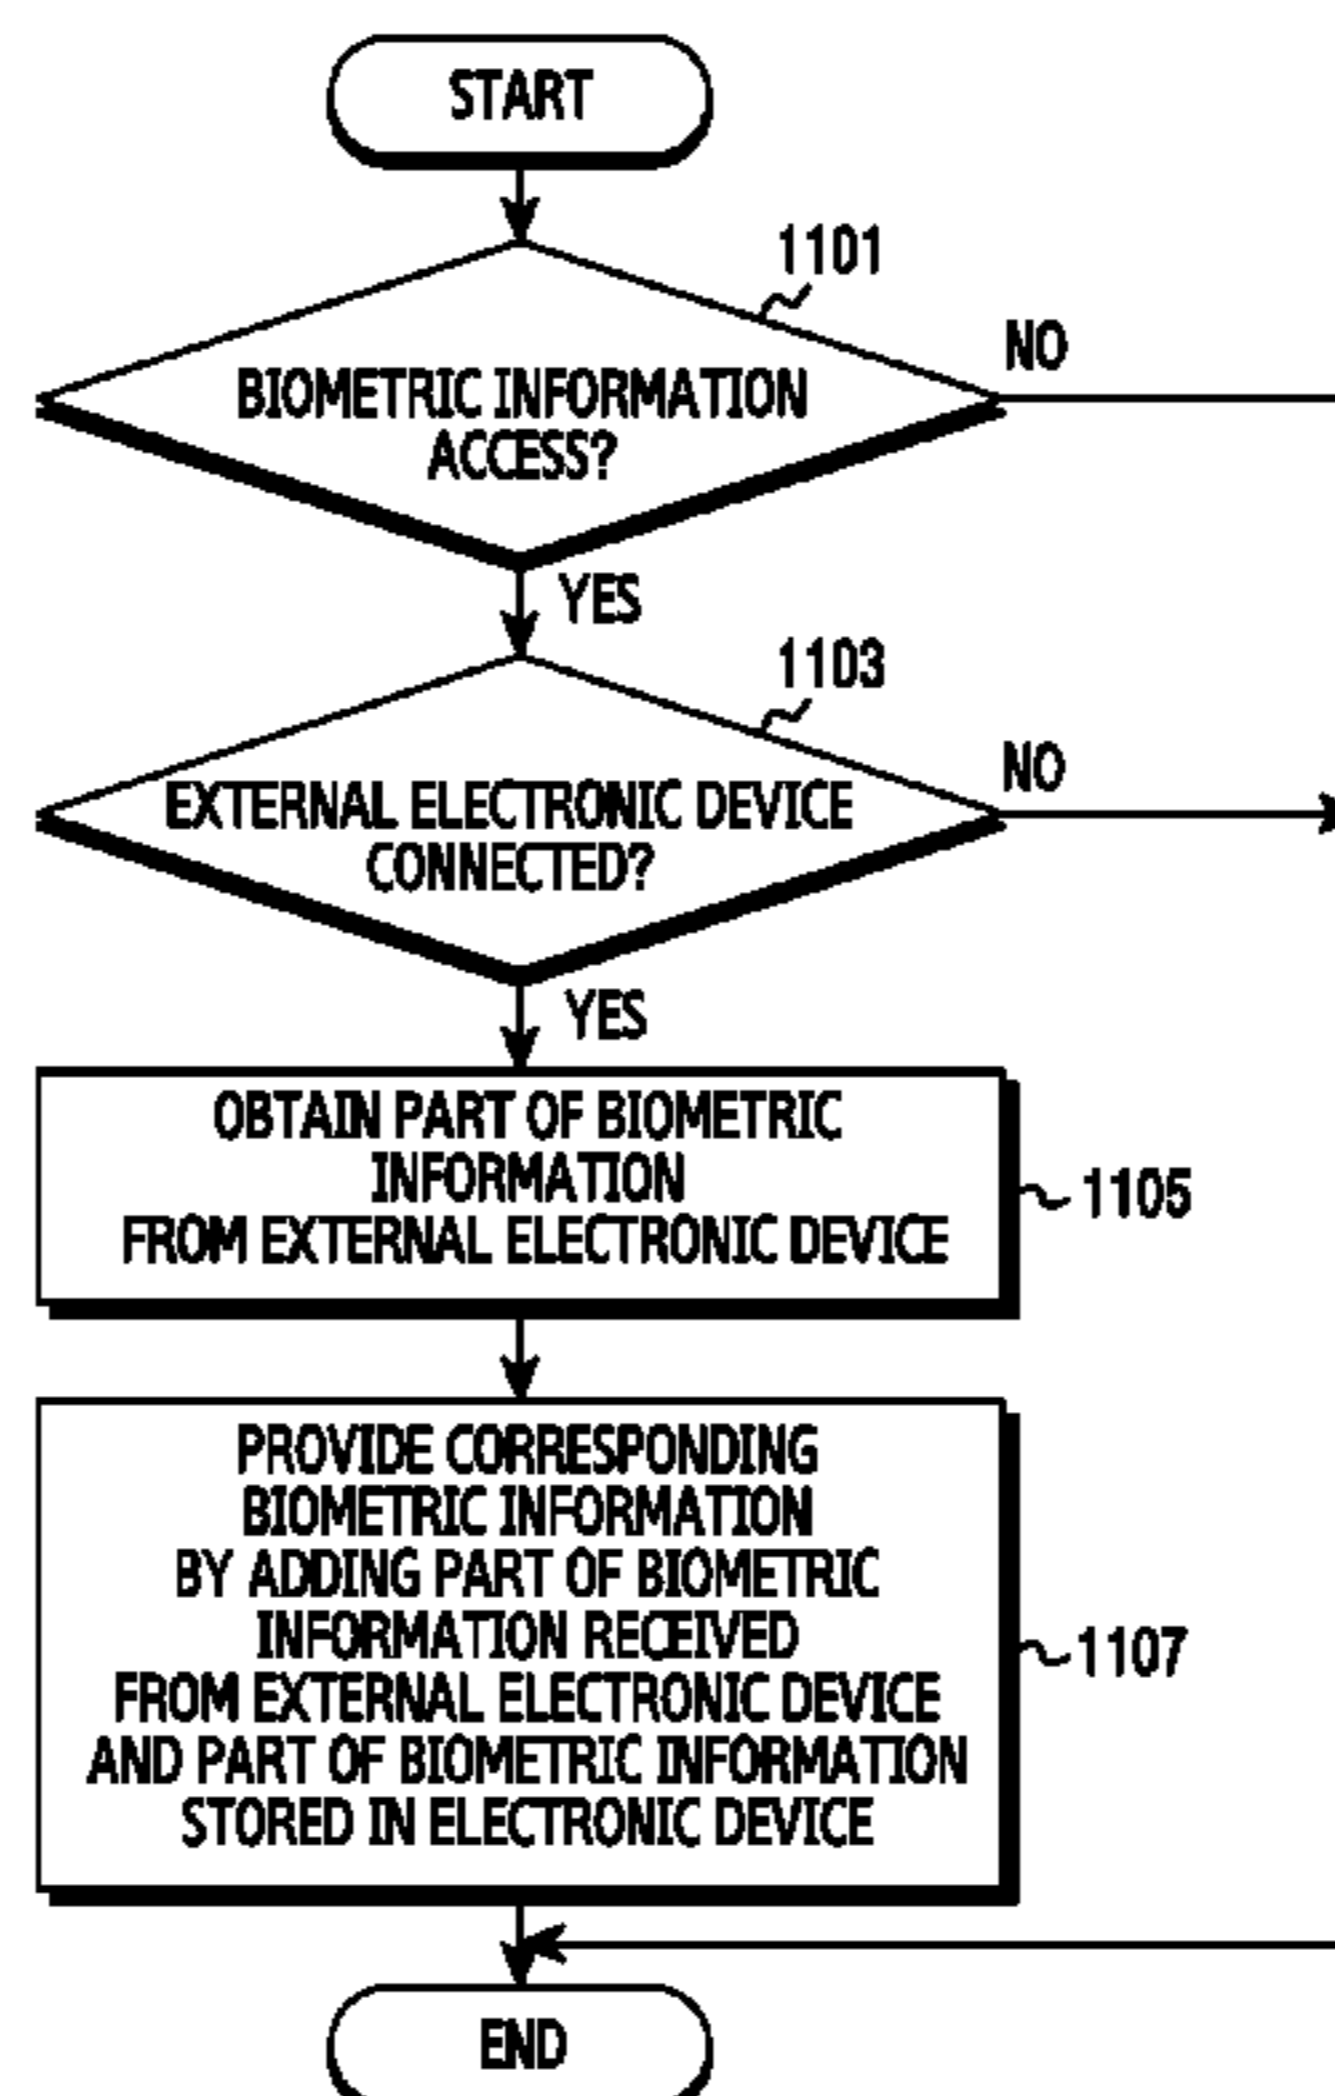 START
1101
NO
BIOMETRIC INFORMATION
ACCESS?
YES
1103
NO
EXTERNAL ELECTRONIC DEVICE
CONNECTED?
YES
OBTAIN PART OF BIOMETRIC
INFORMATION
FROM EXTERNAL ELECTRONIC DEVICE
1105
PROVIDE CORRESPONDING
BIOMETRIC INFORMATION
BY ADDING PART OF BIOMETRIC
INFORMATION RECEIVED
FROM EXTERNAL ELECTRONIC DEVICE
AND PART OF BIOMETRIC INFORMATION
STORED IN ELECTRONIC DEVICE
1107
END